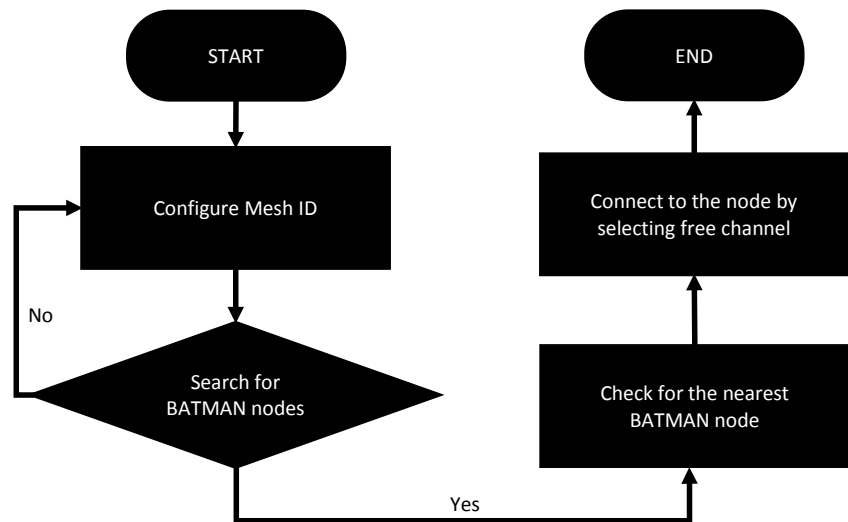 START
Configure Mesh ID
No
Search for
BATMAN nodes
Yes
Check for the nearest
BATMAN node
Connect to the node by
selecting free channel
END